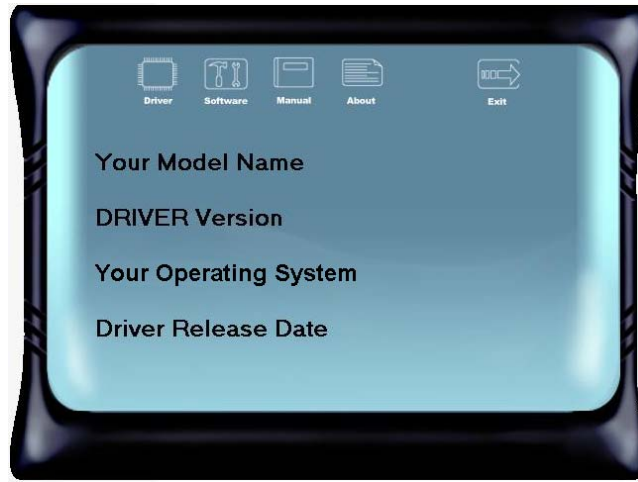 Driver Software Manual About Exit
Your Model Name
DRIVER Version
Your Operating System
Driver Release Date